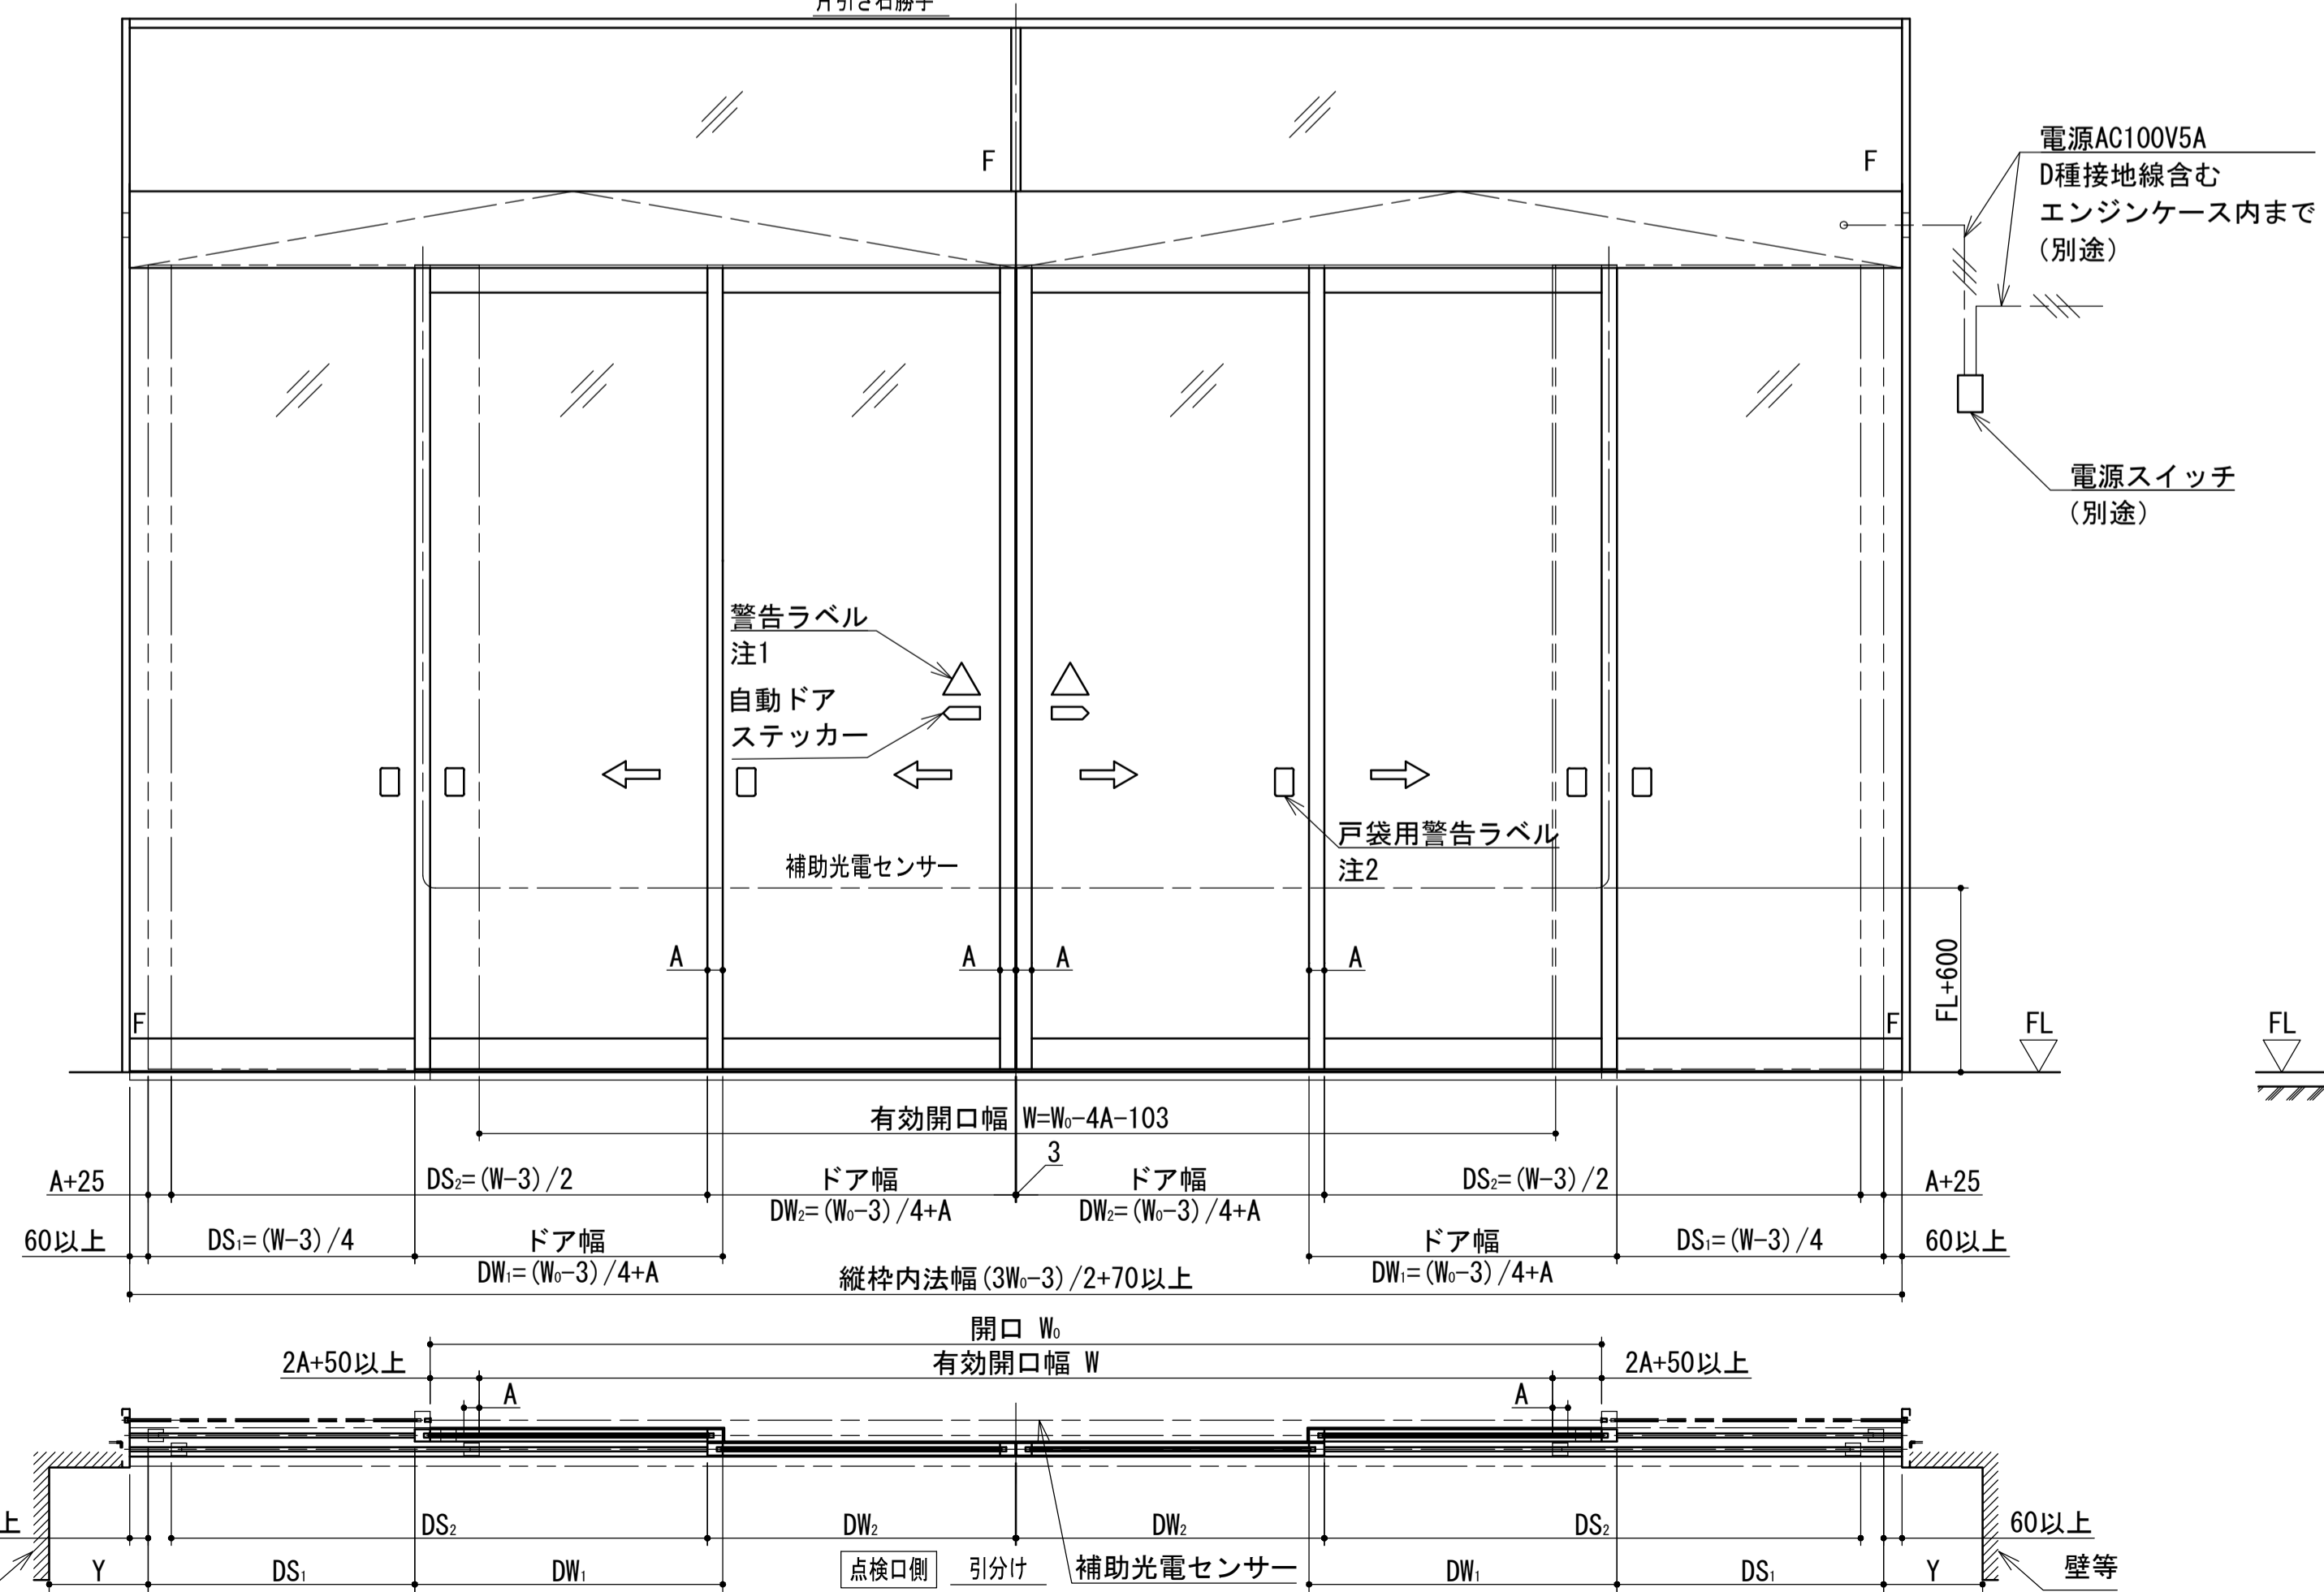 片引き右勝手
F
F
電源AC100V5A
D種接地線含む
エンジンケース内まで
(別途)
電源スイッチ
(別途)
警告ラベル
注1
自動ドア
ステッカー
戸袋用警告ラベル
注2
補助光電センサー
A
A
A
A
FL+600
F
F
FL
FL
有効開口幅 W=W₀-4A-103
3
A+25
DS₂=(W-3)/2
ドア幅
DW₂=(W₀-3)/4+A
ドア幅
DW₂=(W₀-3)/4+A
DS₂=(W-3)/2
A+25
60以上
DS₁=(W-3)/4
ドア幅
DW₁=(W₀-3)/4+A
ドア幅
DW₁=(W₀-3)/4+A
DS₁=(W-3)/4
60以上
縦枠内法幅(3W₀-3)/2+70以上
開口 W₀
2A+50以上
有効開口幅 W
2A+50以上
A
A
上
DS₂
DW₂
DW₂
DS₂
60以上
Y
DS₁
DW₁
点検口側
引分け
補助光電センサー
DW₁
DS₁
Y
壁等